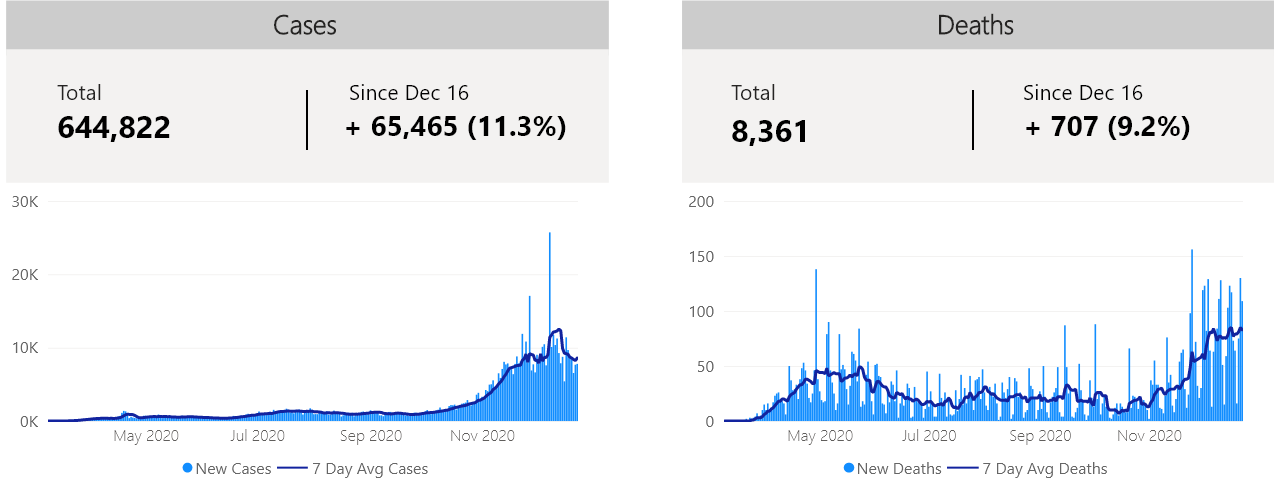 Cases
Total
644,822
Since Dec 16
+ 65,465 (11.3%)
30K
20K
10K
0K
May 2020 Jul 2020 Sep 2020 Nov 2020
New Cases 7 Day Avg Cases
Deaths
Total
8,361
Since Dec 16
+ 707 (9.2%)
200
150
100
50
0
May 2020 Jul 2020 Sep 2020 Nov 2020
New Deaths 7 Day Avg Deaths